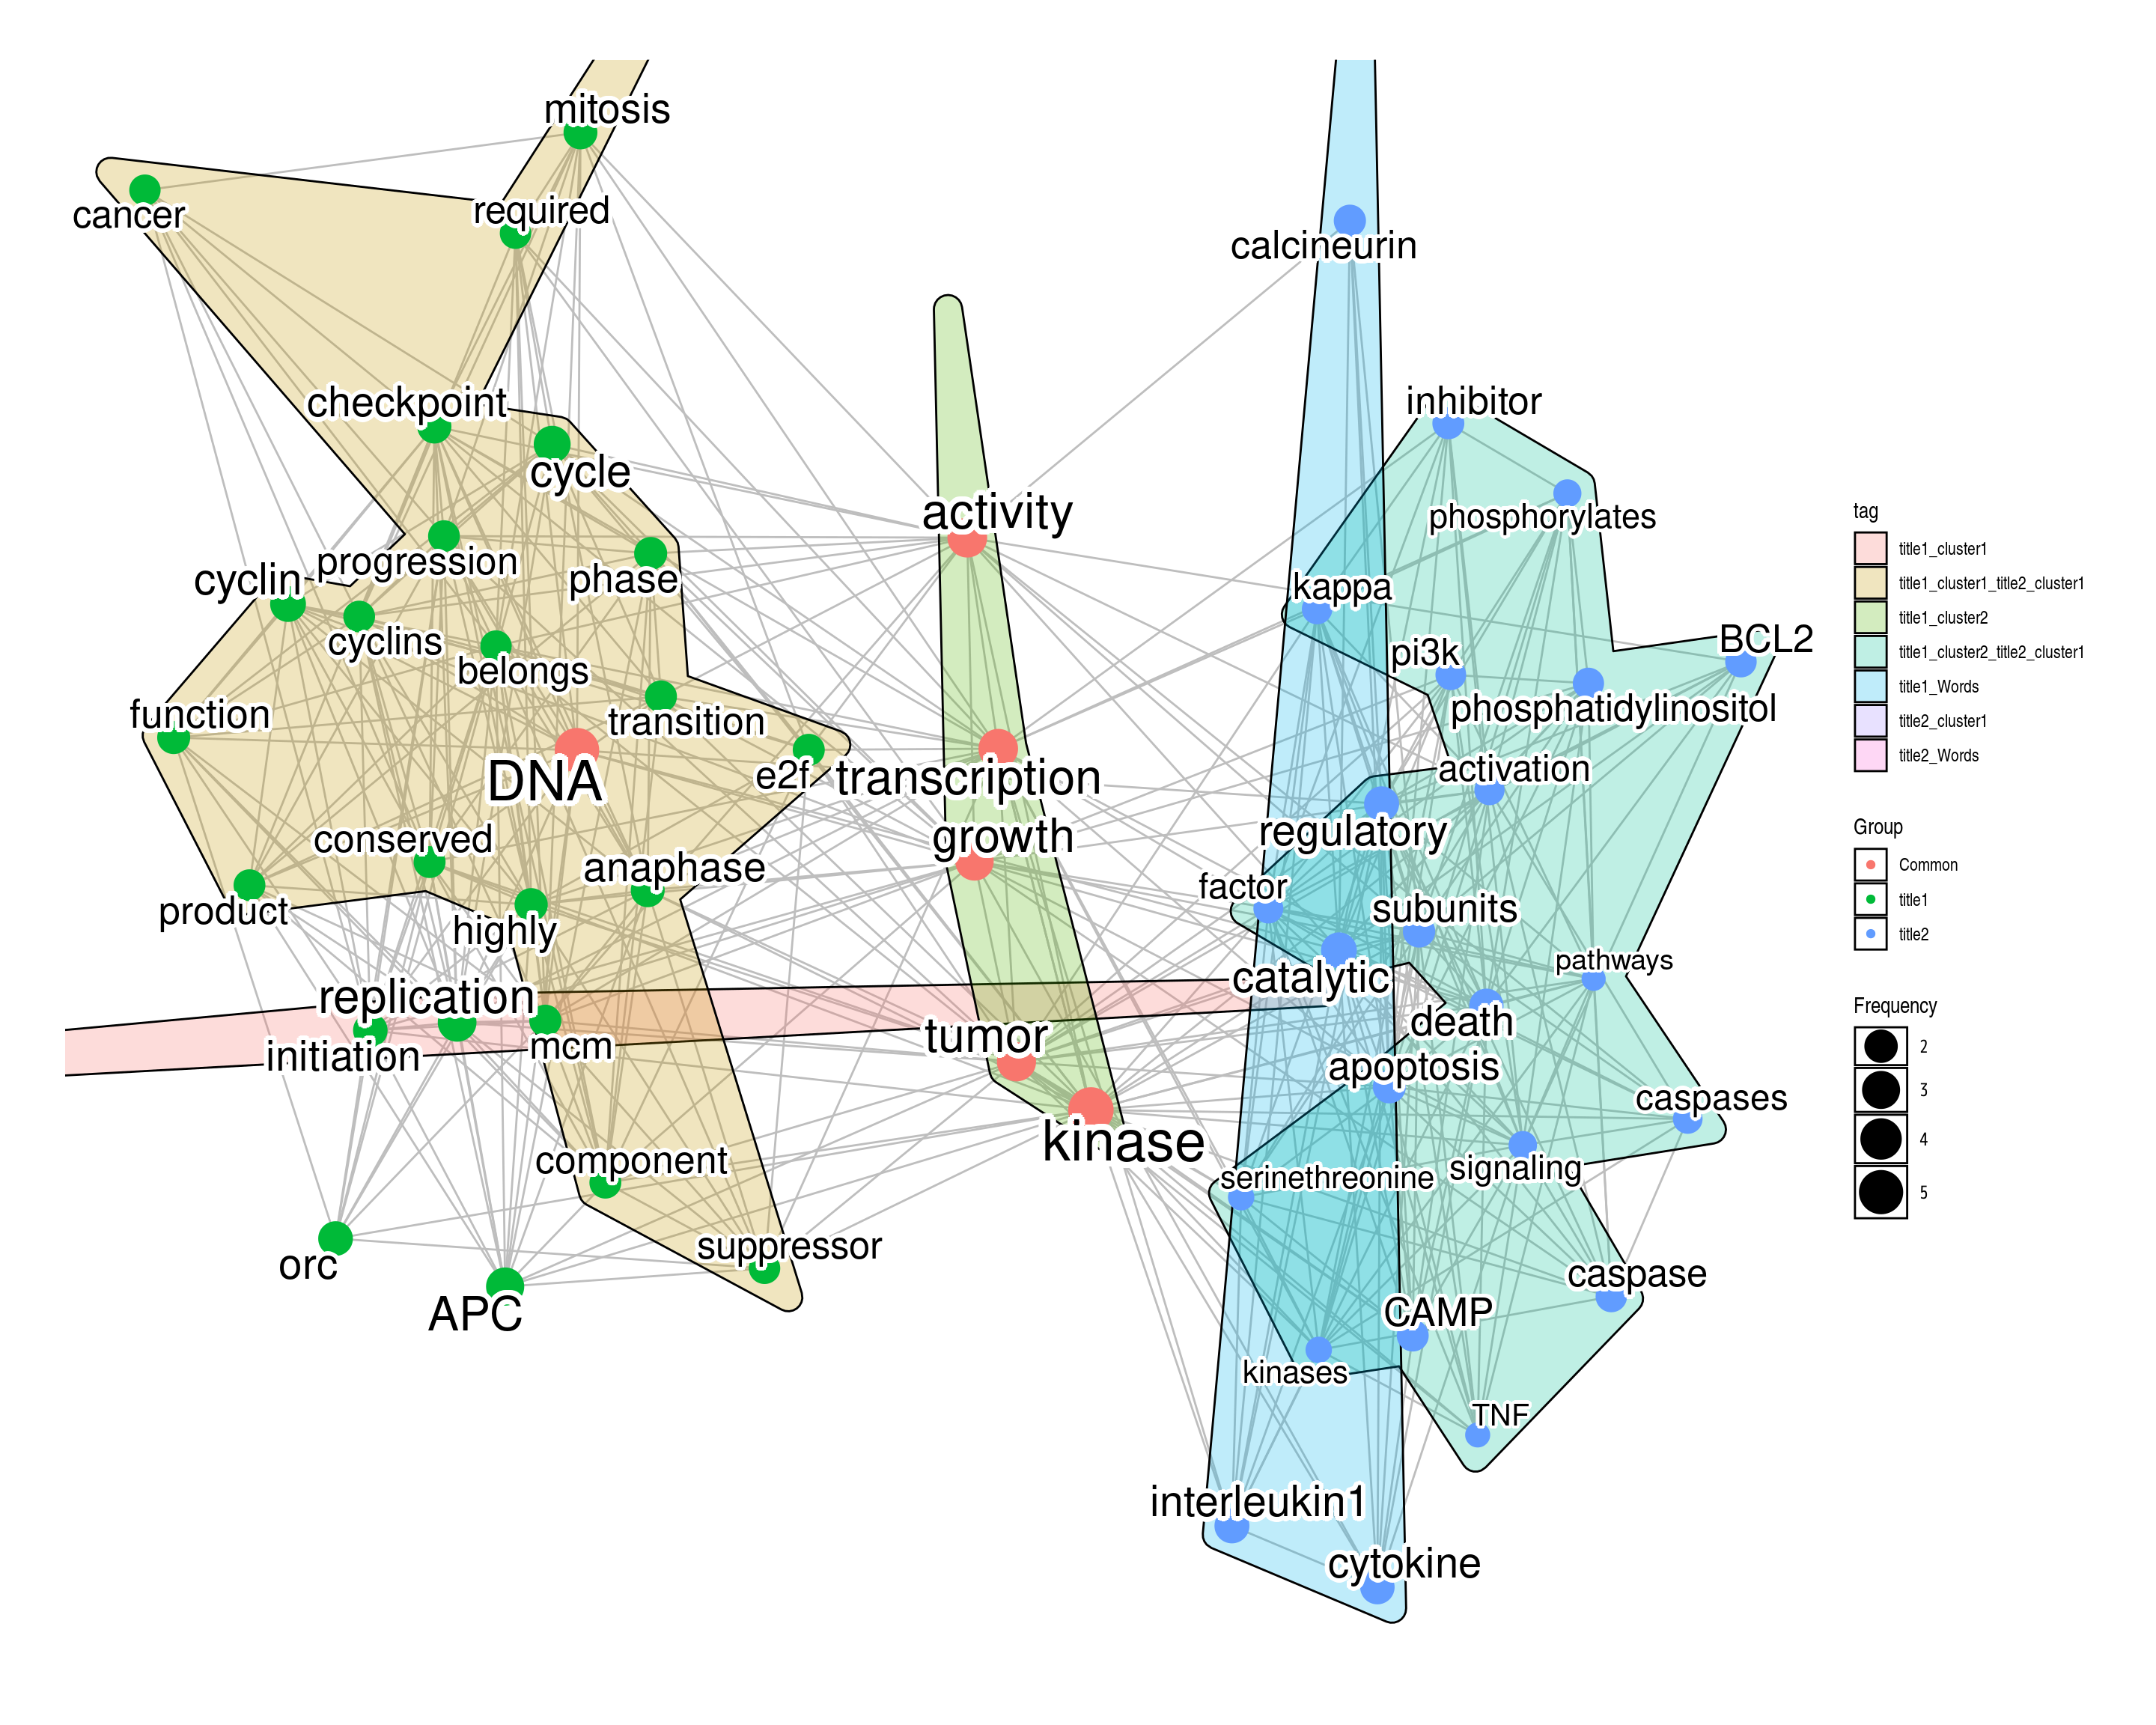 mitosis
cancer
required
calcineurin
checkpoint
inhibitor
cycle
activity
phosphorylates
progression
cyclin
phase
kappa
cyclins
belongs
pi3k
BCL2
function
transition
phosphatidylinositol
DNA
e2f
transcription
activation
conserved
growth
regulatory
anaphase
factor
product
highly
subunits
pathways
replication
catalytic
initiation
mcm
tumor
death
apoptosis
caspases
kinase
component
serinethreonine
signaling
suppressor
orc
caspase
APC
CAMP
kinases
TNF
interleukin1
cytokine
tag
title1_cluster1
title1_cluster1_title2_cluster1
title1_cluster2
title1_cluster2_title2_cluster1
title1_Words
title2_cluster1
title2_Words
Group
Common
title1
title2
Frequency
2
3
4
5